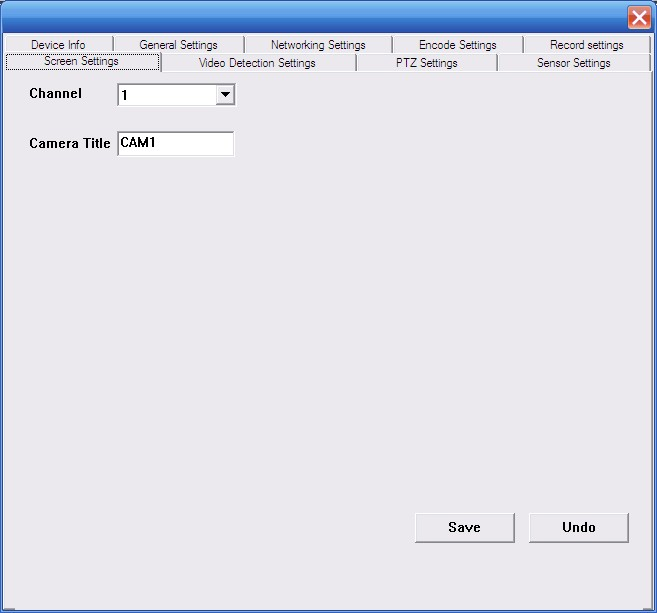 Device Info General Settings Networking Settings Encode Settings Record settings
Screen Settings Video Detection Settings PTZ Settings Sensor Settings
Channel 1
Camera Title CAM1
Save Undo